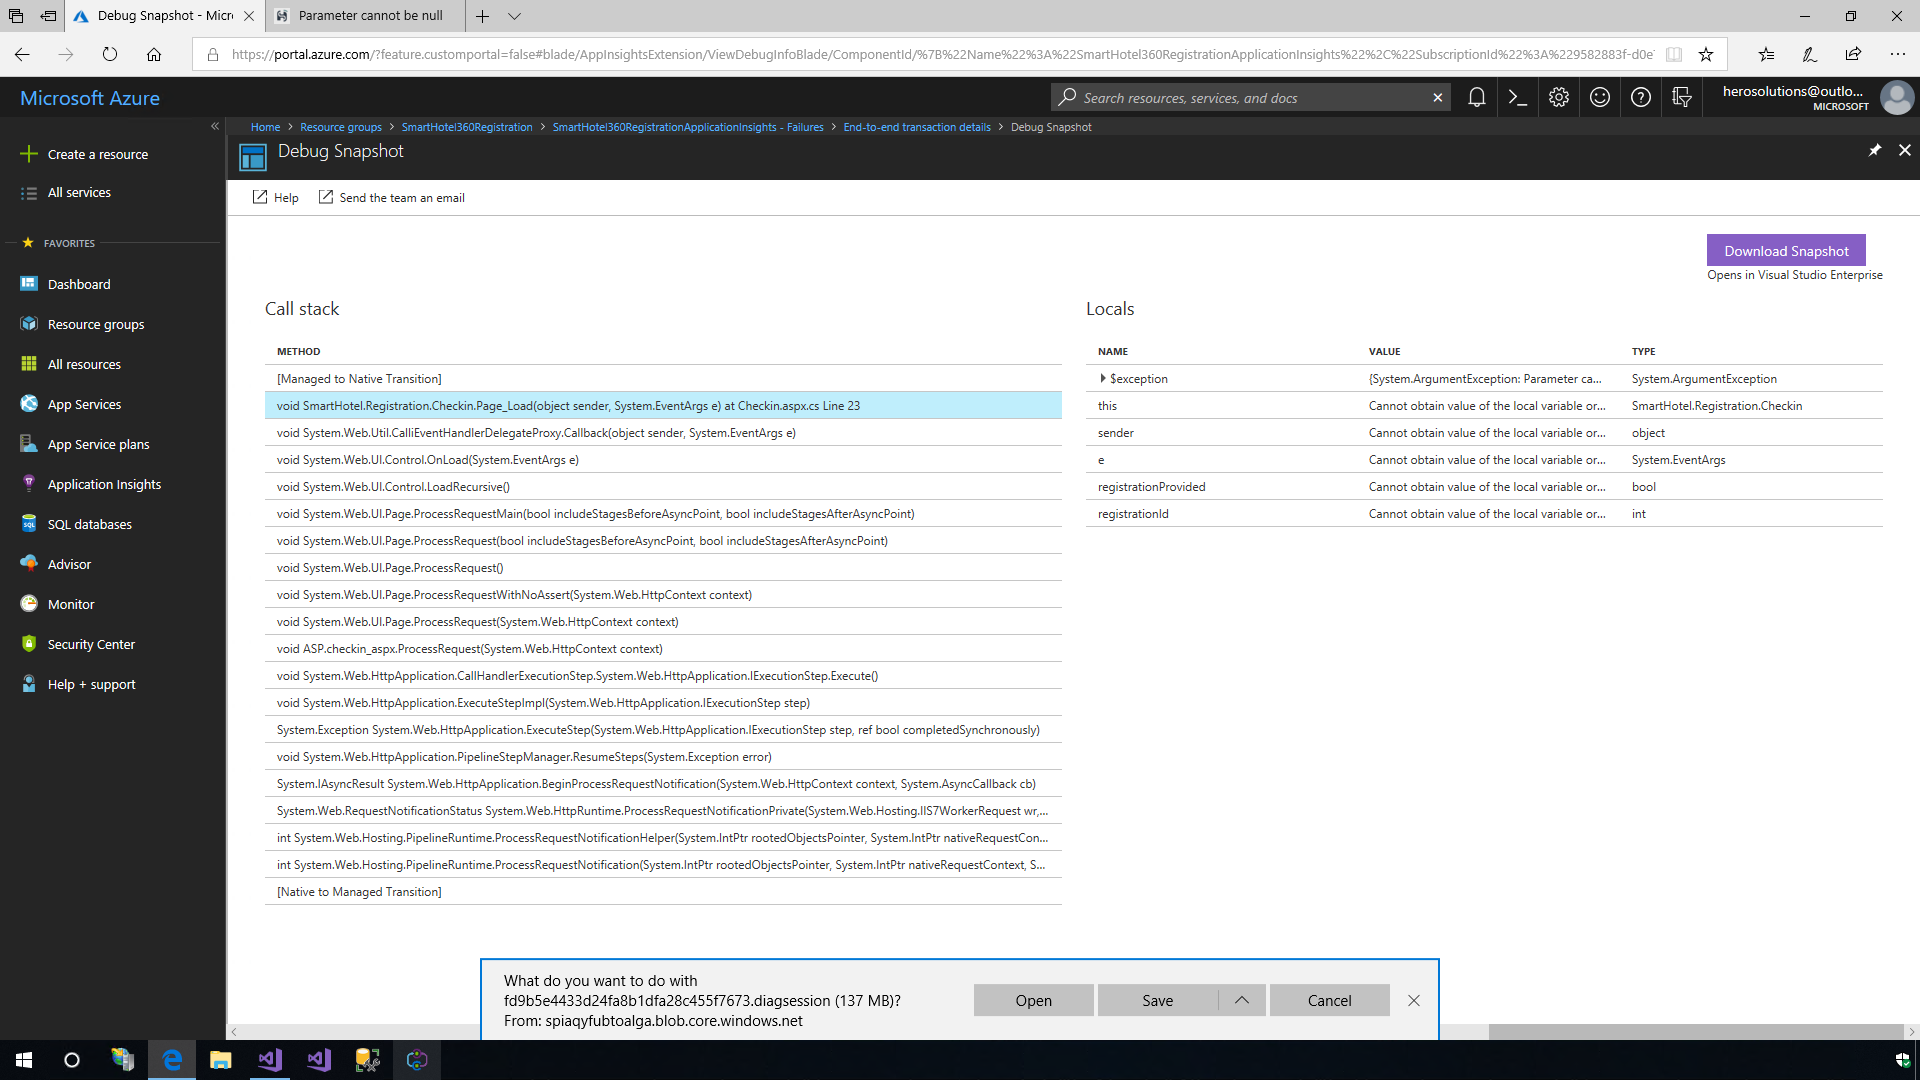 Debug Snapshot - Micr
Parameter cannot be null
https://portal.azure.com/?feature.customportal=false#blade/AppInsightsExtension/ViewDebugInfoBlade/ComponentId/%7B%22Name%22%3A%22SmartHotel360RegistrationApplicationInsights%22%2C%22SubscriptionId%22%3A%229582883f-d0e
Microsoft Azure
Search resources, services, and docs
herosolutions@outlo...
MICROSOFT
Home > Resource groups > SmartHotel360Registration > SmartHotel360RegistrationApplicationInsights - Failures > End-to-end transaction details > Debug Snapshot
Debug Snapshot
Create a resource
All services
FAVORITES
Dashboard
Resource groups
All resources
App Services
App Service plans
Application Insights
SQL databases
Advisor
Monitor
Security Center
Help + support
Help
Send the team an email
Download Snapshot
Opens in Visual Studio Enterprise
Call stack
METHOD
[Managed to Native Transition]
void SmartHotel.Registration.Checkin.Page_Load(object sender, System.EventArgs e) at Checkin.aspx.cs Line 23
void System.Web.Util.CalliEventHandlerDelegateProxy.Callback(object sender, System.EventArgs e)
void System.Web.UI.Control.OnLoad(System.EventArgs e)
void System.Web.UI.Control.LoadRecursive()
void System.Web.UI.Page.ProcessRequestMain(bool includeStagesBeforeAsyncPoint, bool includeStagesAfterAsyncPoint)
void System.Web.UI.Page.ProcessRequest(bool includeStagesBeforeAsyncPoint, bool includeStagesAfterAsyncPoint)
void System.Web.UI.Page.ProcessRequest()
void System.Web.UI.Page.ProcessRequestWithNoAssert(System.Web.HttpContext context)
void System.Web.UI.Page.ProcessRequest(System.Web.HttpContext context)
void ASP.checkin_aspx.ProcessRequest(System.Web.HttpContext context)
void System.Web.HttpApplication.CallHandlerExecutionStep.System.Web.HttpApplication.IExecutionStep.Execute()
void System.Web.HttpApplication.ExecuteStepImpl(System.Web.HttpApplication.IExecutionStep step)
System.Exception System.Web.HttpApplication.ExecuteStep(System.Web.HttpApplication.IExecutionStep step, ref bool completedSynchronously)
void System.Web.HttpApplication.PipelineStepManager.ResumeSteps(System.Exception error)
System.IAsyncResult System.Web.HttpApplication.BeginProcessRequestNotification(System.Web.HttpContext context, System.AsyncCallback cb)
System.Web.RequestNotificationStatus System.Web.HttpRuntime.ProcessRequestNotificationPrivate(System.Web.Hosting.IIS7WorkerRequest wr,...
int System.Web.Hosting.PipelineRuntime.ProcessRequestNotificationHelper(System.IntPtr rootedObjectsPointer, System.IntPtr nativeRequestCon...
int System.Web.Hosting.PipelineRuntime.ProcessRequestNotification(System.IntPtr rootedObjectsPointer, System.IntPtr nativeRequestContext, S...
[Native to Managed Transition]
Locals
NAME VALUE TYPE
$exception {System.ArgumentException: Parameter ca... System.ArgumentException
this Cannot obtain value of the local variable or... SmartHotel.Registration.Checkin
sender Cannot obtain value of the local variable or... object
e Cannot obtain value of the local variable or... System.EventArgs
registrationProvided Cannot obtain value of the local variable or... bool
registrationId Cannot obtain value of the local variable or... int
What do you want to do with
fd9b5e4433d24fa8b1dfa28c455f7673.diagsession (137 MB)?
From: spiaqyfubtoalga.blob.core.windows.net
Open
Save
Cancel